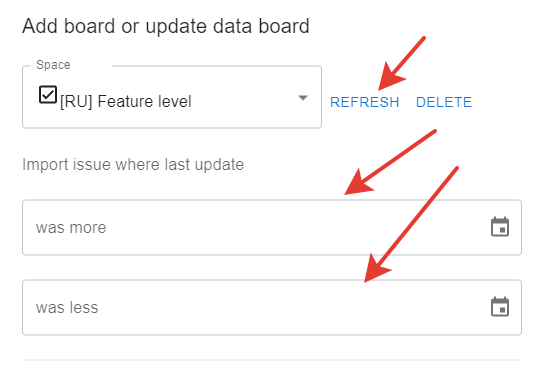 Add board or update data board
Space
[RU] Feature level
REFRESH DELETE
Import issue where last update
was more
was less